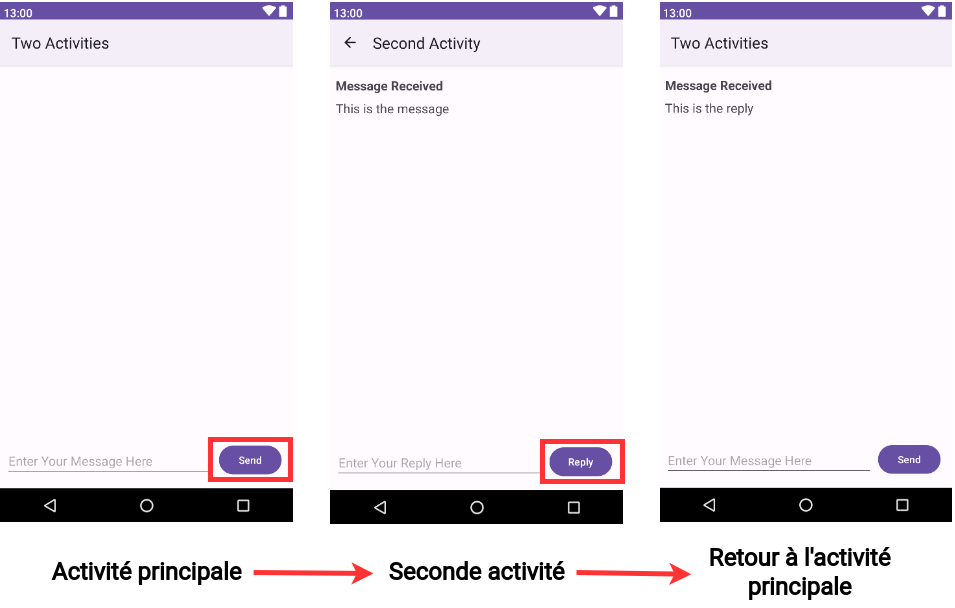 13:00
Two Activities
Enter Your Message Here
Send
13:00
Second Activity
Message Received
This is the message
Enter Your Reply Here
Reply
13:00
Two Activities
Message Received
This is the reply
Enter Your Message Here
Send
Activité principale
Seconde activité
Retour à l'activité
principale